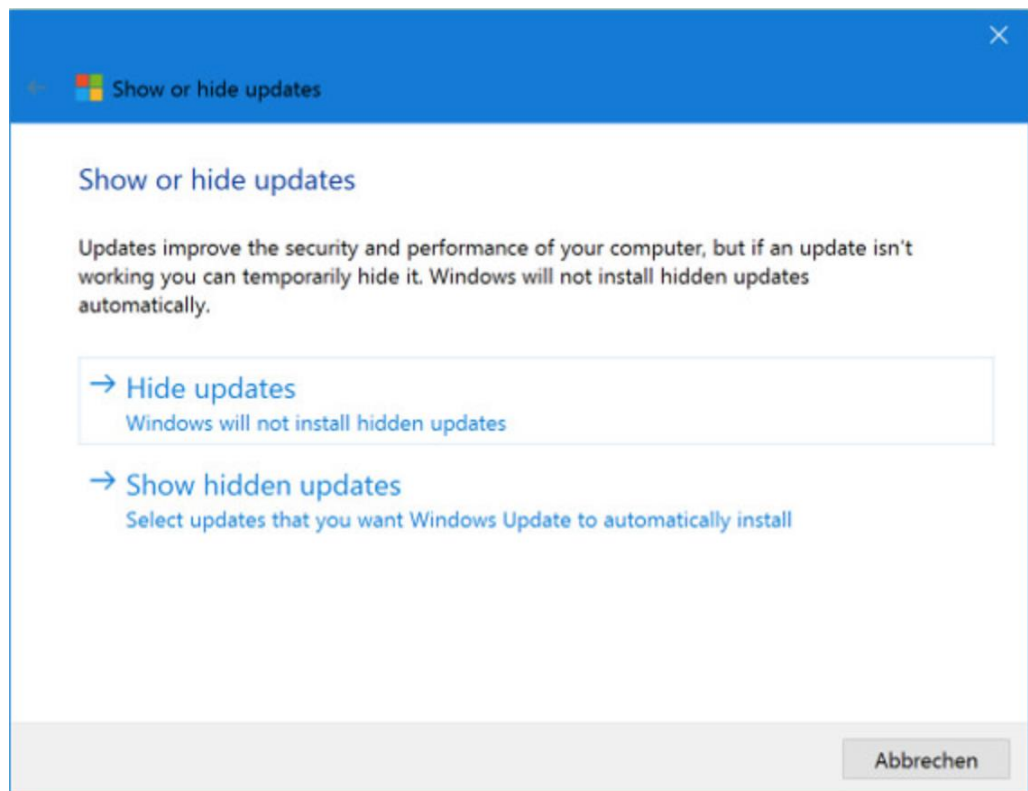 Show or hide updates
Show or hide updates
Updates improve the security and performance of your computer, but if an update isn't
working you can temporarily hide it. Windows will not install hidden updates
automatically.
Hide updates
Windows will not install hidden updates
Show hidden updates
Select updates that you want Windows Update to automatically install
Abbrechen